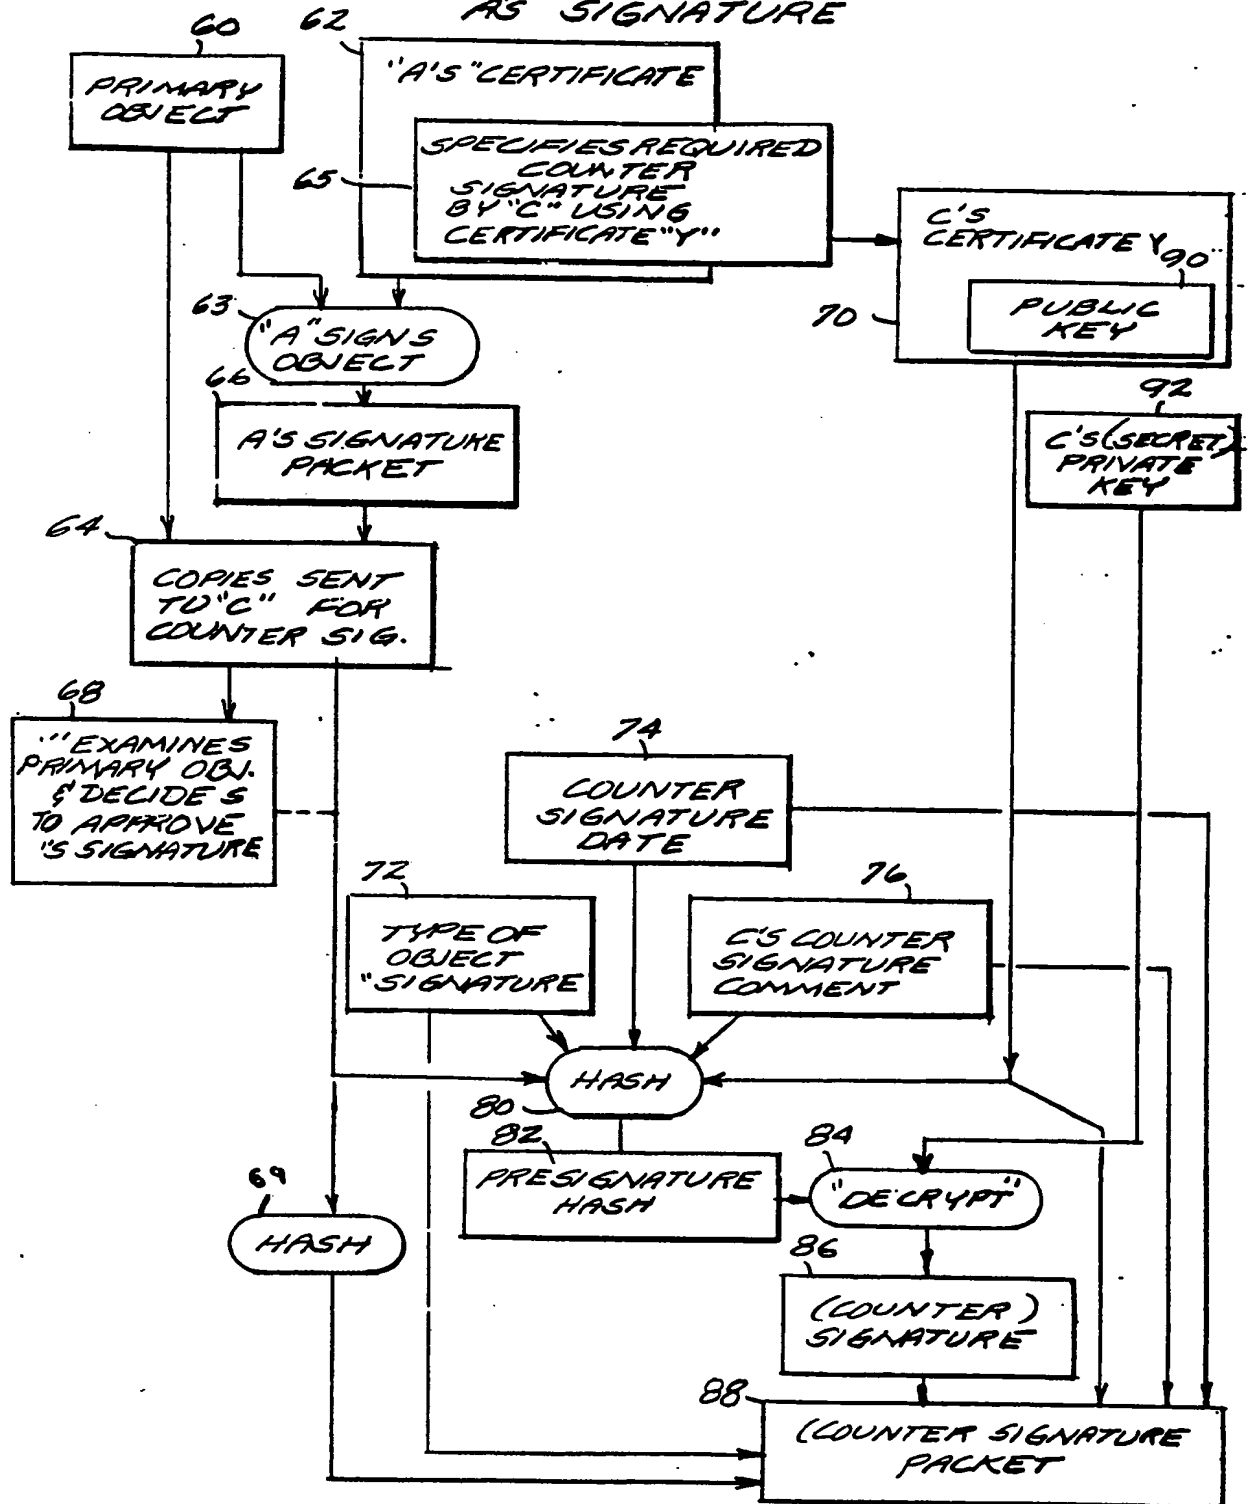 AS SIGNATURE
60
62
PRIMARY
OBJECT
"A'S" CERTIFICATE
65
SPECIFIES REQUIRED
COUNTER
SIGNATURE
BY "C" USING
CERTIFICATE "Y"
C'S
CERTIFICATE Y
90
70
PUBLIC
KEY
63
"A" SIGNS
OBJECT
66
A'S SIGNATURE
PACKET
92
C'S (SECRET)
PRIVATE
KEY
64
COPIES SENT
TO "C" FOR
COUNTER SIG.
68
" EXAMINES
PRIMARY OBJ.
& DECIDES
TO APPROVE
'S SIGNATURE
74
COUNTER
SIGNATURE
DATE
72
TYPE OF
OBJECT
"SIGNATURE
76
C'S COUNTER
SIGNATURE
COMMENT
HASH
80
82
PRESIGNATURE
HASH
84
"DECRYPT"
69
HASH
86
(COUNTER)
SIGNATURE
88
(COUNTER SIGNATURE
PACKET